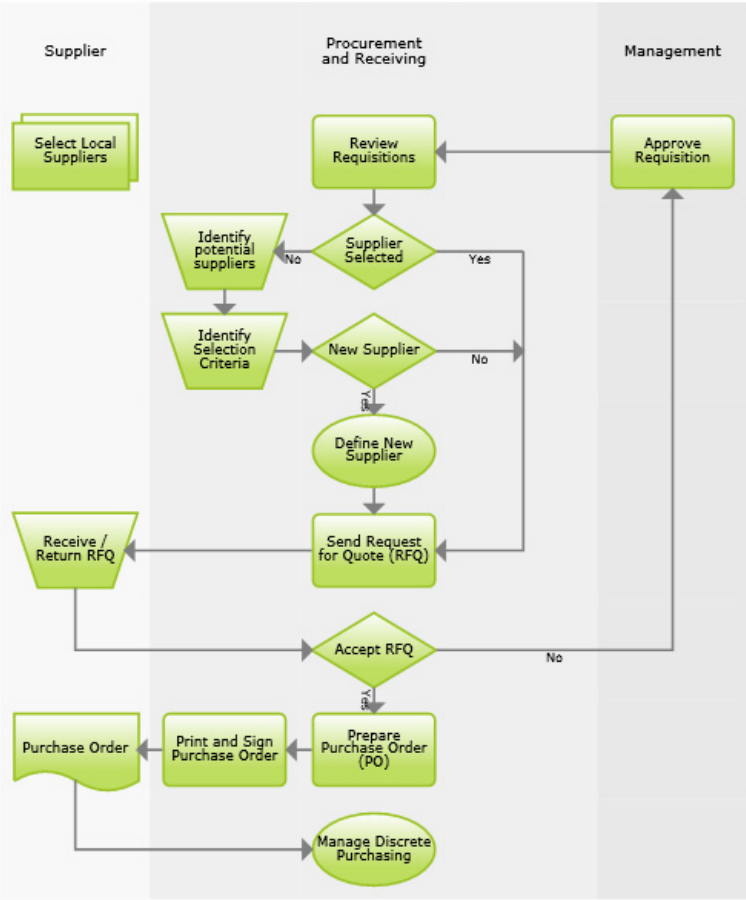 Supplier
Procurement
and Receiving
Management
Select Local
Suppliers
Review
Requisitions
Approve
Requisition
Identify
potential
suppliers
No
Supplier
Selected
Yes
Identify
Selection
Criteria
New Supplier
No
Yes
Define New
Supplier
Receive /
Return RFQ
Send Request
for Quote (RFQ)
Accept RFQ
No
Yes
Purchase Order
Print and Sign
Purchase Order
Prepare
Purchase Order
(PO)
Manage Discrete
Purchasing